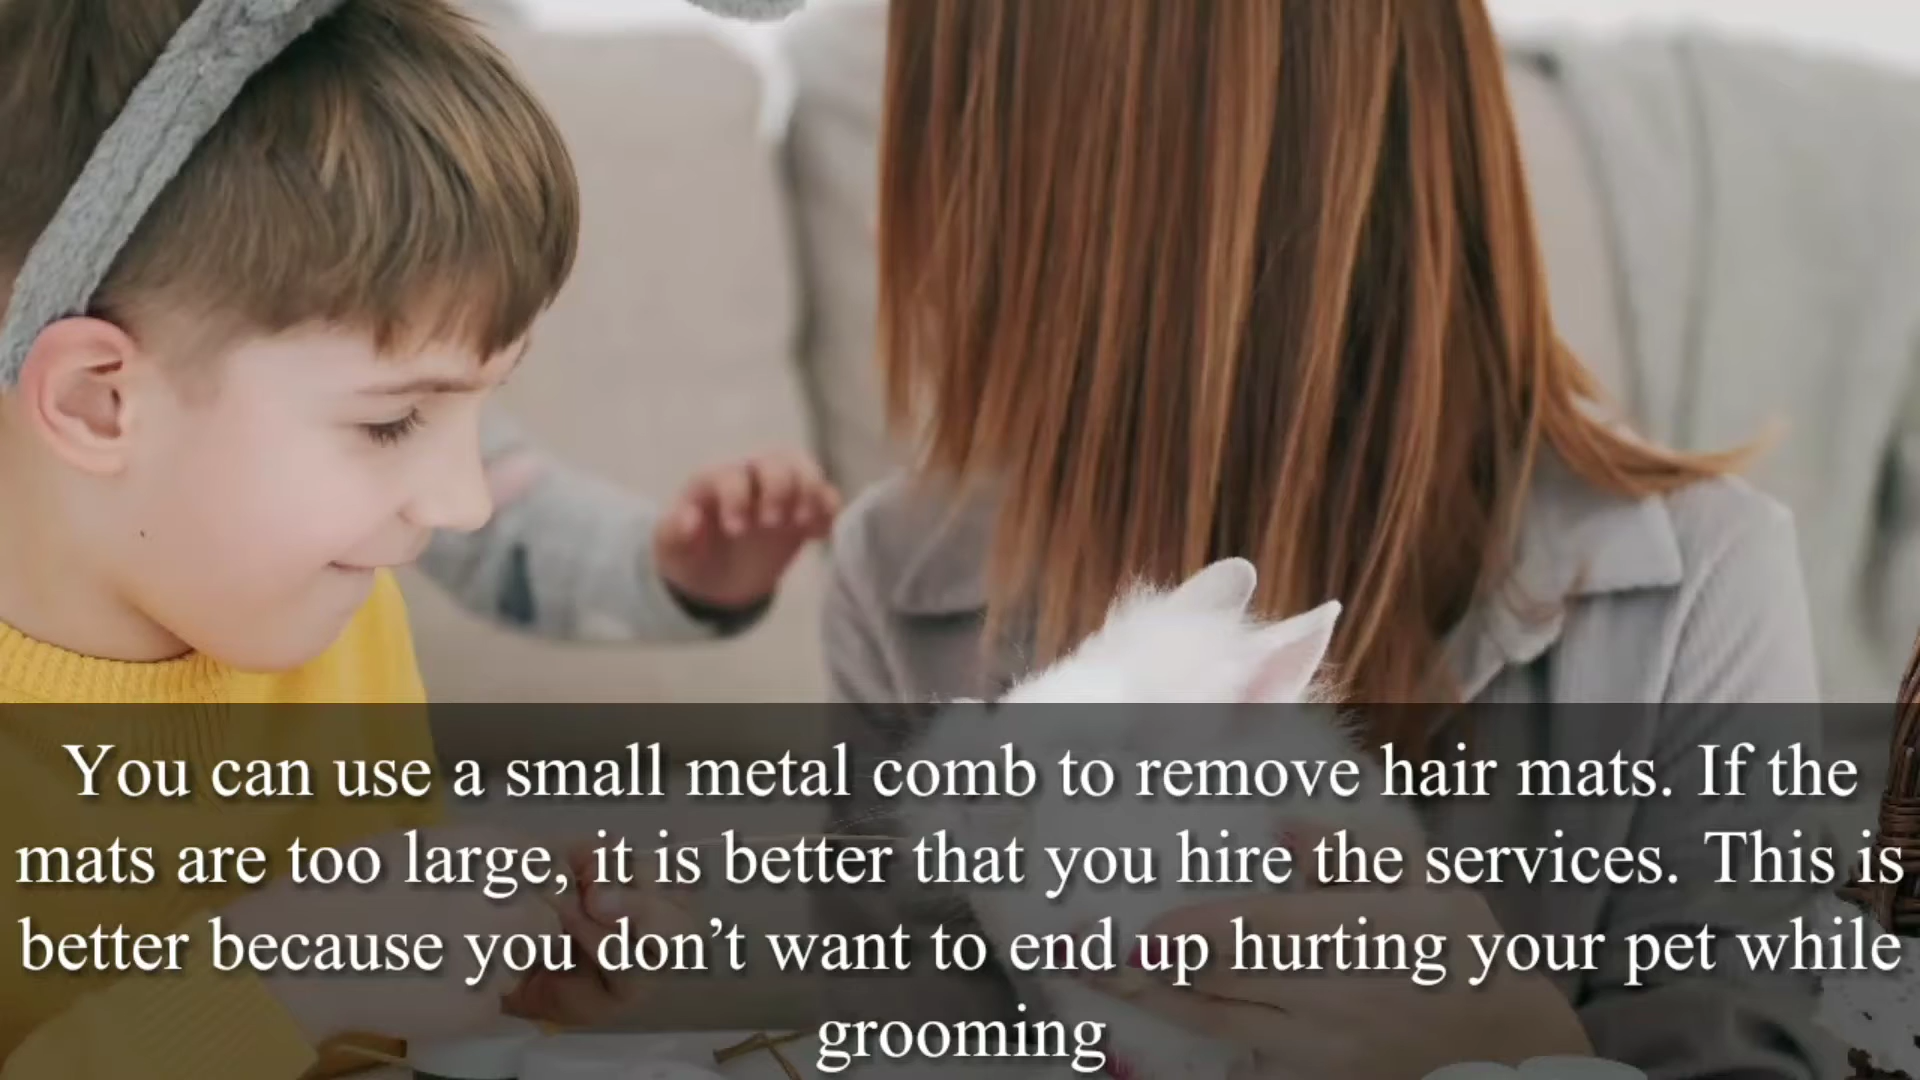 You can use a small metal comb to remove hair mats. If the
mats are too large, it is better that you hire the services. This is
better because you don’t want to end up hurting your pet while
grooming